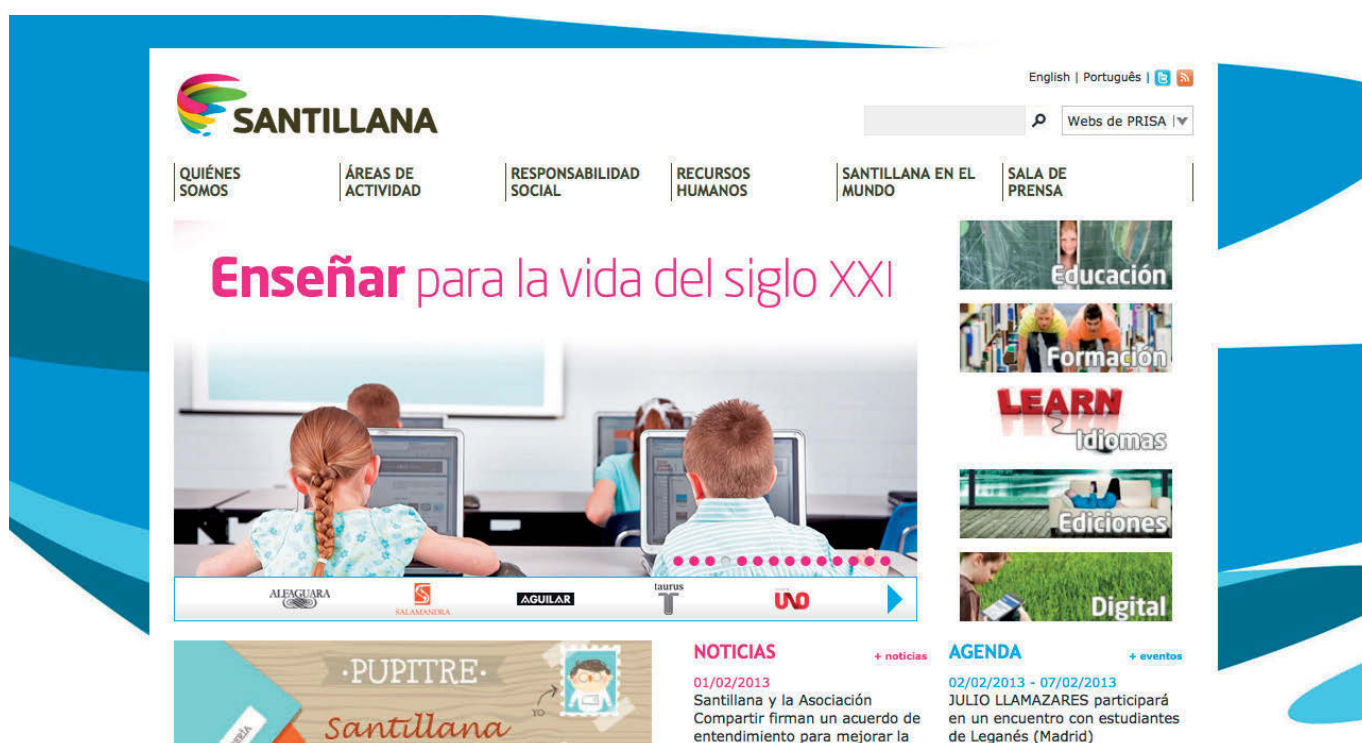 English | Português |
SANTILLANA
Webs de PRISA
QUIÉNES SOMOS
ÁREAS DE ACTIVIDAD
RESPONSABILIDAD SOCIAL
RECURSOS HUMANOS
SANTILLANA EN EL MUNDO
SALA DE PRENSA
Enseñar para la vida del siglo XXI
Educación
Formación
LEARN
Idiomas
Ediciones
Digital
ALFAGUARA
SALAMANDRA
AGUILAR
taurus
T
UNO
·PUPITRE·
YO
Santillana
NOTICIAS
+ noticias
01/02/2013
Santillana y la Asociación
Compartir firman un acuerdo de
entendimiento para mejorar la
AGENDA
+ eventos
02/02/2013 - 07/02/2013
JULIO LLAMAZARES participará
en un encuentro con estudiantes
de Leganés (Madrid)